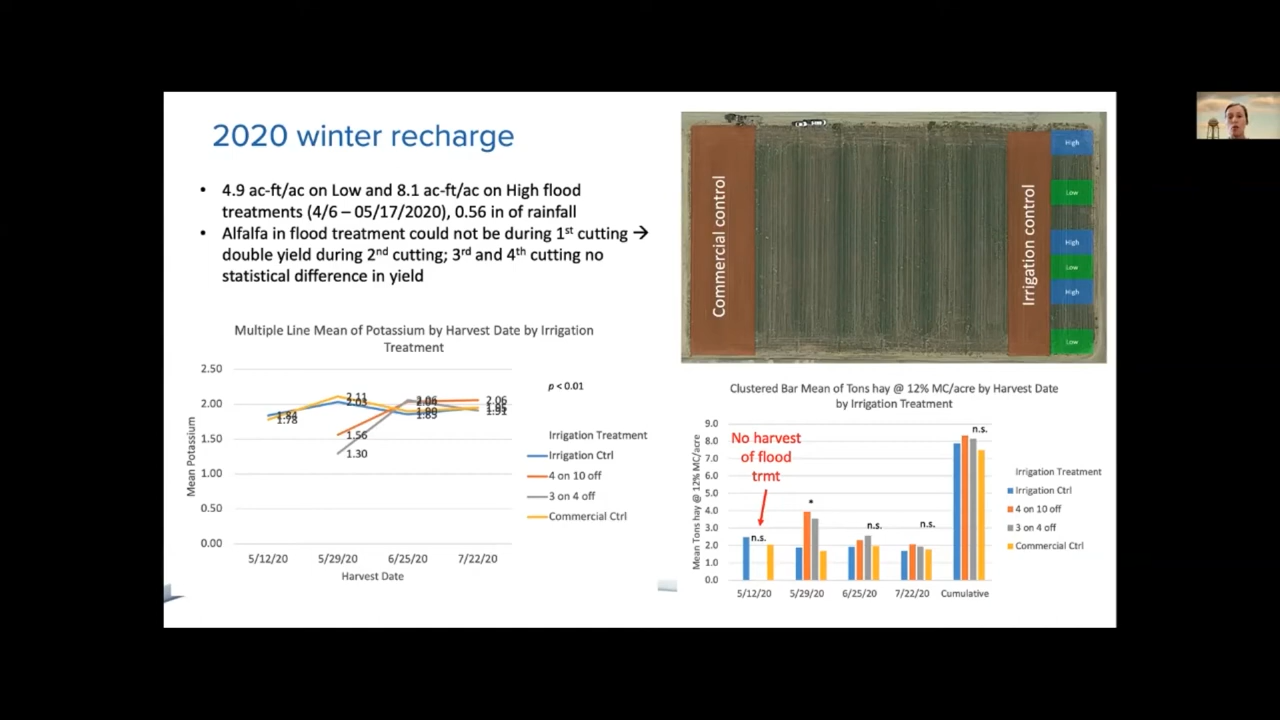 2020 winter recharge
• 4.9 ac-ft/ac on Low and 8.1 ac-ft/ac on High flood
treatments (4/6 – 05/17/2020), 0.56 in of rainfall
• Alfalfa in flood treatment could not be during 1st cutting →
double yield during 2nd cutting; 3rd and 4th cutting no
statistical difference in yield
Commercial control
Irrigation control
High
Low
High
Low
High
Low
Multiple Line Mean of Potassium by Harvest Date by Irrigation
Treatment
2.50
2.00
1.50
1.00
0.50
0.00
Mean Potassium
1.84
1.78
2.11
2.03
1.56
1.30
2.06
1.90
1.85
2.06
1.91
5/12/20
5/29/20
6/25/20
7/22/20
Harvest Date
p < 0.01
Irrigation Treatment
Irrigation Ctrl
4 on 10 off
3 on 4 off
Commercial Ctrl
Clustered Bar Mean of Tons hay @ 12% MC/acre by Harvest Date
by Irrigation Treatment
9.0
8.0
7.0
6.0
5.0
4.0
3.0
2.0
1.0
0.0
Mean Tons hay @ 12% MC/acre
No harvest
of flood
trmt
n.s.
*
n.s.
n.s.
n.s.
5/12/20
5/29/20
6/25/20
7/22/20
Cumulative
Irrigation Treatment
Irrigation Ctrl
4 on 10 off
3 on 4 off
Commercial Ctrl